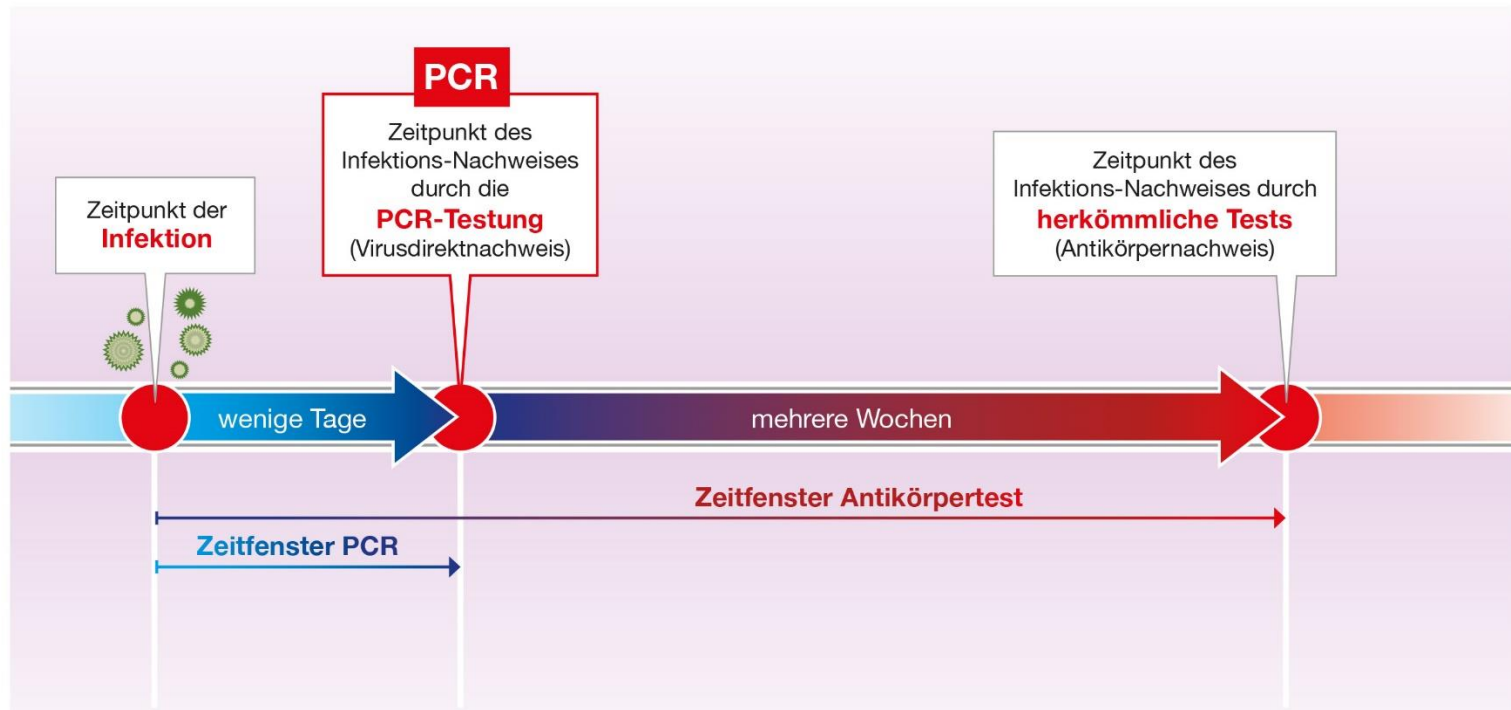 PCR
Zeitpunkt des
Infektions-Nachweises
durch die
PCR-Testung
(Virusdirektnachweis)
Zeitpunkt des
Infektions-Nachweises durch
herkömmliche Tests
(Antikörpernachweis)
Zeitpunkt der
Infektion
wenige Tage
mehrere Wochen
Zeitfenster Antikörpertest
Zeitfenster PCR